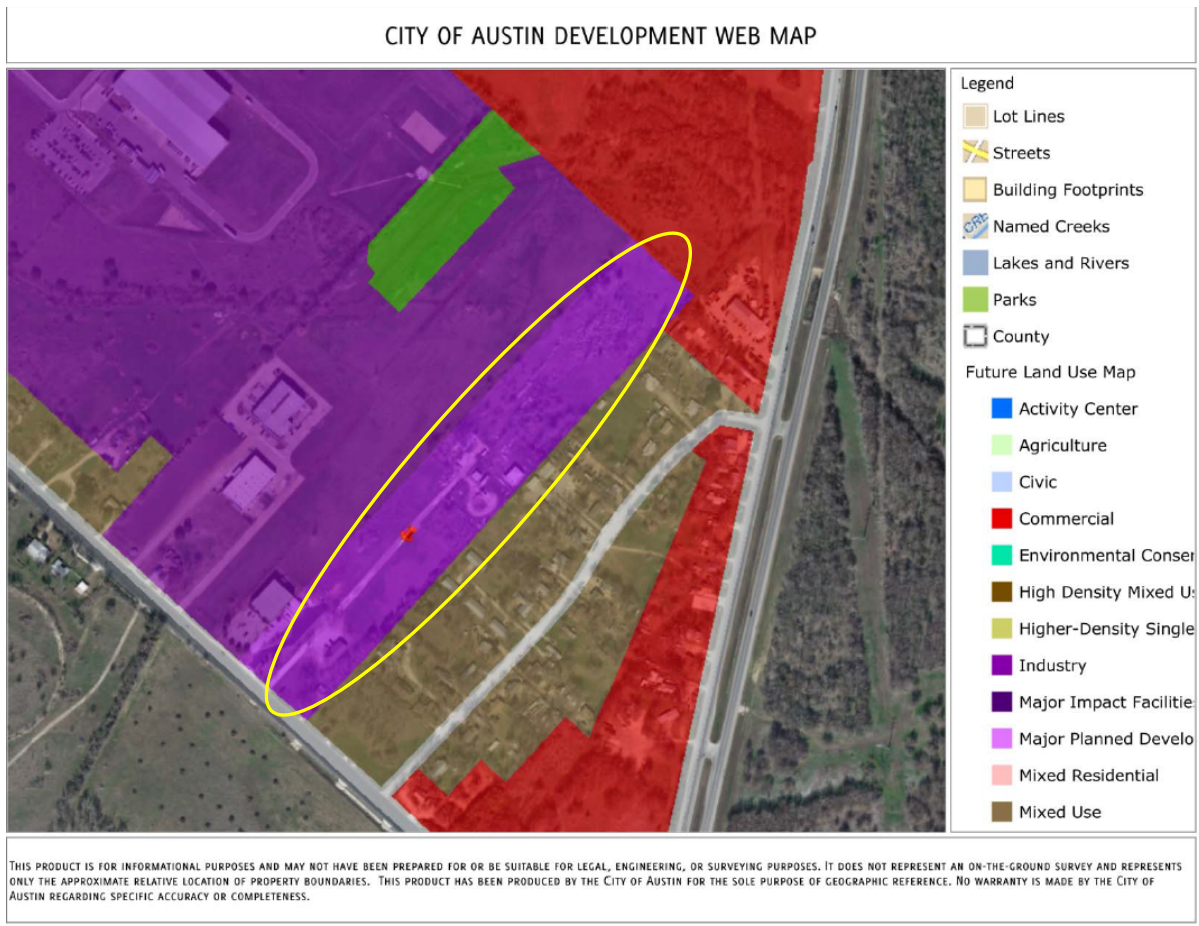 CITY OF AUSTIN DEVELOPMENT WEB MAP
Legend
Lot Lines
Streets
Building Footprints
CRE
Named Creeks
Lakes and Rivers
Parks
County
Future Land Use Map
Activity Center
Agriculture
Civic
Commercial
Environmental Conser
High Density Mixed Us
Higher-Density Single
Industry
Major Impact Facilitie
Major Planned Develo
Mixed Residential
Mixed Use
THIS PRODUCT IS FOR INFORMATIONAL PURPOSES AND MAY NOT HAVE BEEN PREPARED FOR OR BE SUITABLE FOR LEGAL, ENGINEERING, OR SURVEYING PURPOSES. IT DOES NOT REPRESENT AN ON-THE-GROUND SURVEY AND REPRESENTS
ONLY THE APPROXIMATE RELATIVE LOCATION OF PROPERTY BOUNDARIES. THIS PRODUCT HAS BEEN PRODUCED BY THE CITY OF AUSTIN FOR THE SOLE PURPOSE OF GEOGRAPHIC REFERENCE. NO WARRANTY IS MADE BY THE CITY OF
AUSTIN REGARDING SPECIFIC ACCURACY OR COMPLETENESS.